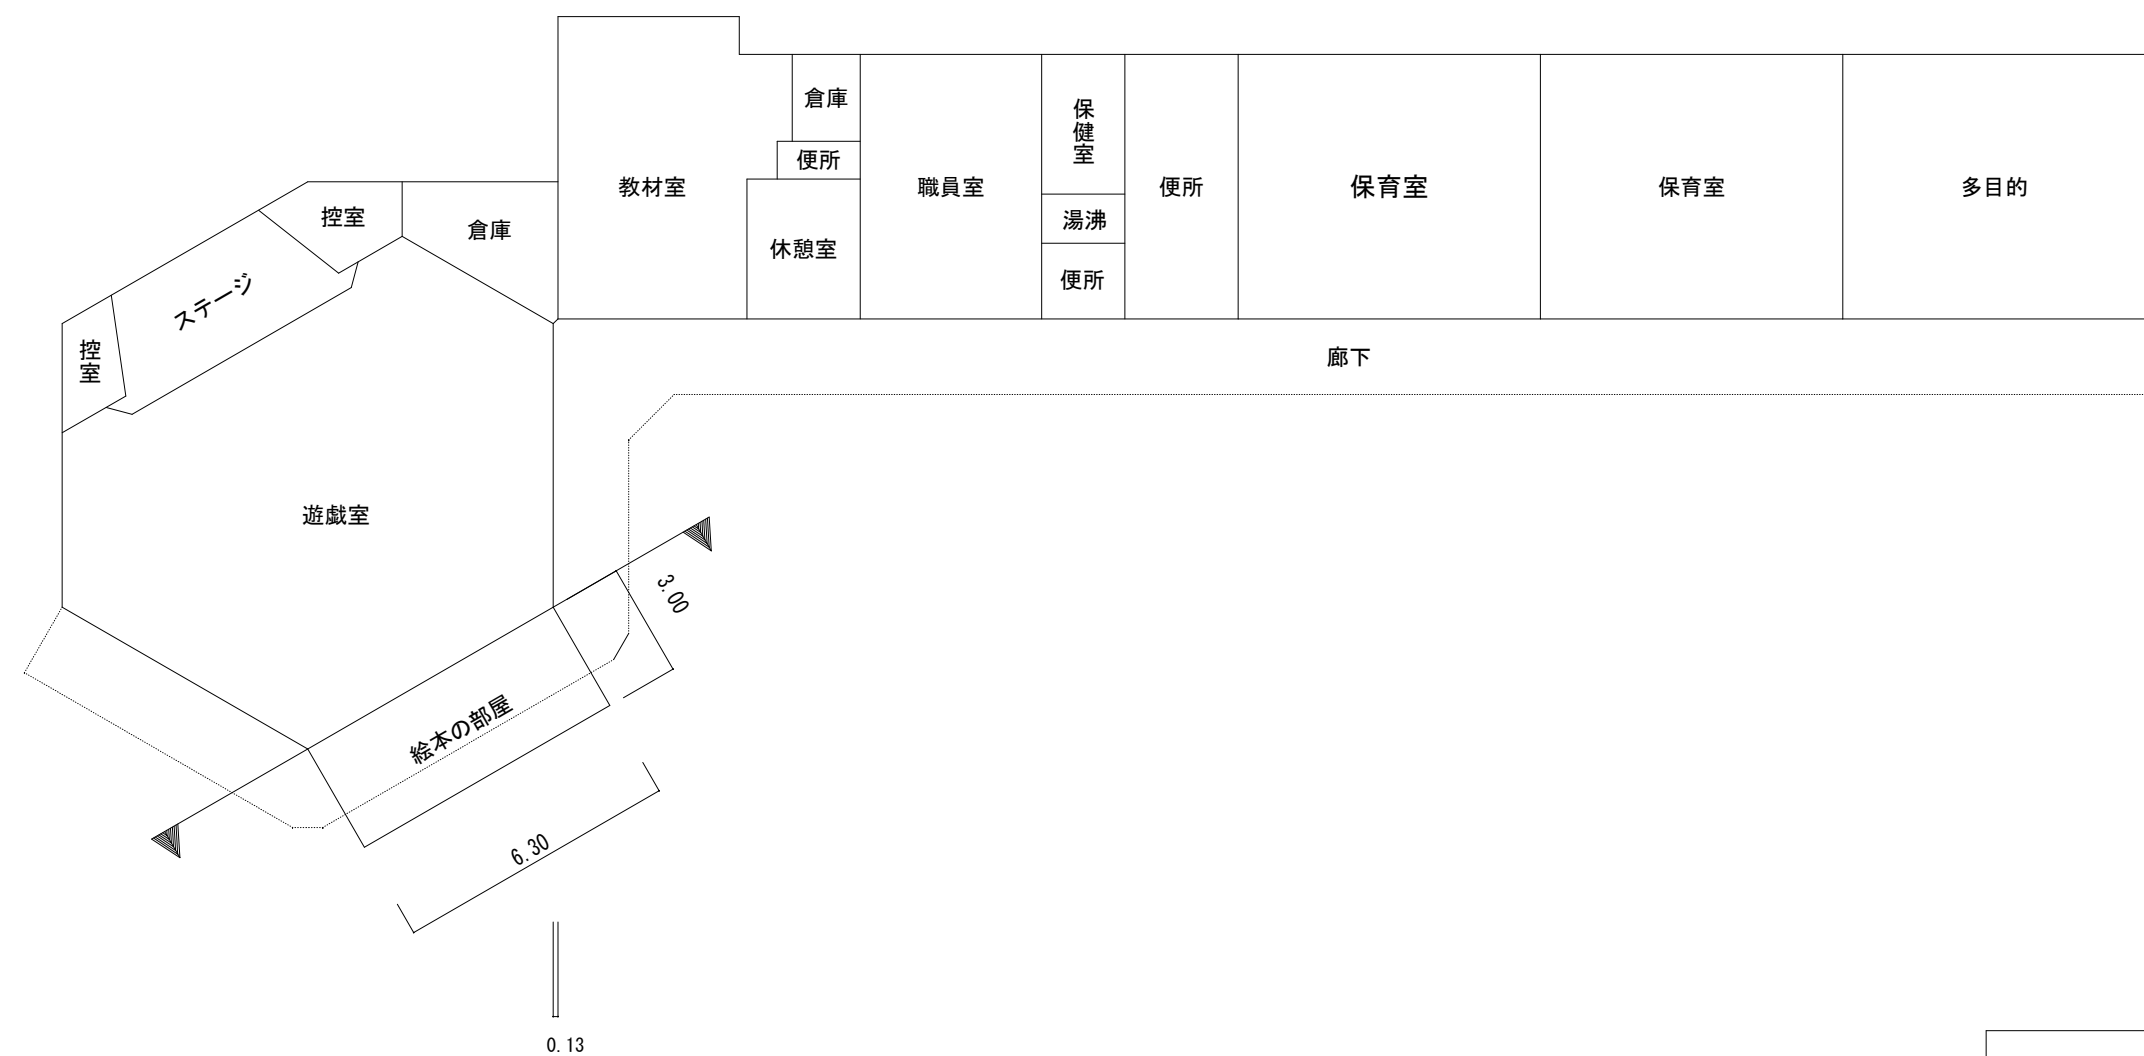 倉庫
保健室
便所
教材室
職員室
便所
保育室
保育室
多目的
控室
倉庫
湯沸
休憩室
便所
ステージ
控室
廊下
遊戯室
3.00
絵本の部屋
6.30
0.13